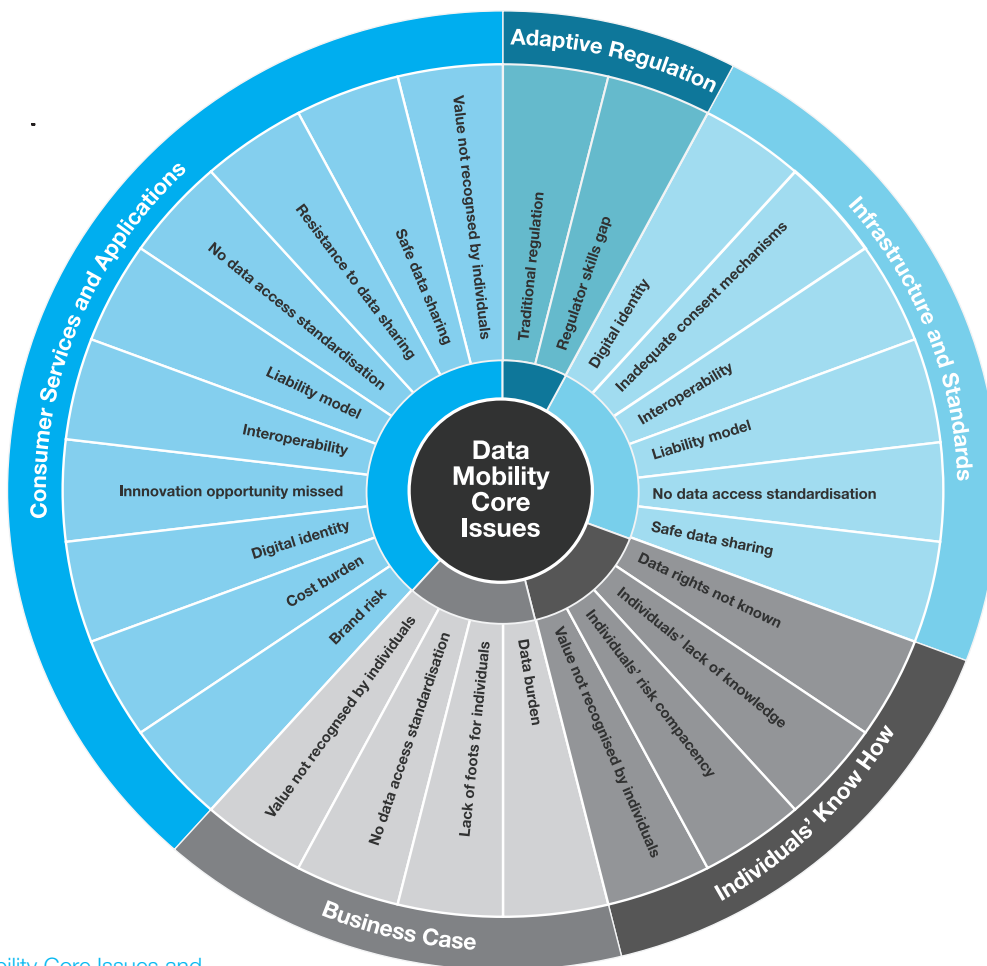 Adaptive Regulation
Traditional regulation
Regulator skills gap
Infrastructure and Standards
Digital identity
Inadequate consent mechanisms
Interoperability
Liability model
No data access standardisation
Safe data sharing
Individuals' Know How
Data rights not known
Individuals' lack of knowledge
Individuals' risk compacency
Value not recognised by individuals
Business Case
Data burden
Lack of foots for individuals
No data access standardisation
Value not recognsed by individuals
Consumer Services and Applications
Brand risk
Cost burden
Digital identity
Innnovation opportunity missed
Interoperability
Liability model
No data access standardisation
Resistance to data sharing
Safe data sharing
Value not recognsed by individuals
Data
Mobility
Core
Issues
bility Core Issues and